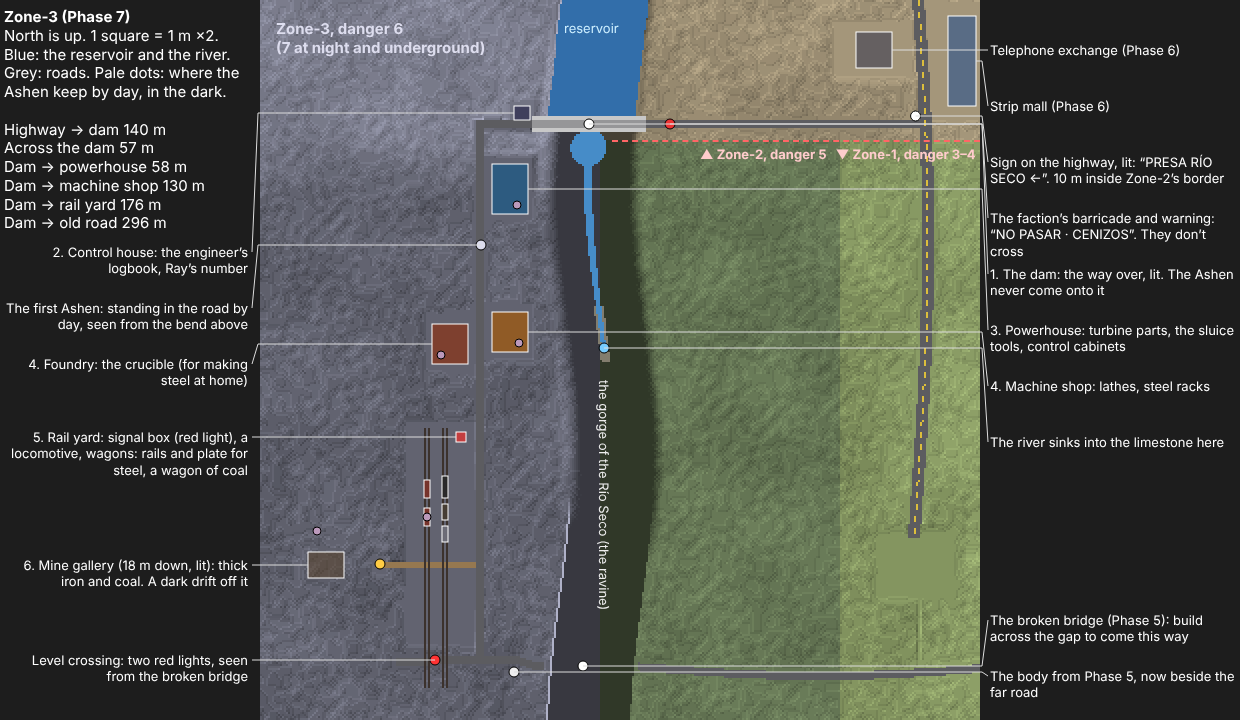 Zone-3 (Phase 7)
North is up. 1 square = 1 m ×2.
Blue: the reservoir and the river.
Grey: roads. Pale dots: where the
Ashen keep by day, in the dark.
Highway → dam 140 m
Across the dam 57 m
Dam → powerhouse 58 m
Dam → machine shop 130 m
Dam → rail yard 176 m
Dam → old road 296 m
2. Control house: the engineer’s
logbook, Ray’s number
The first Ashen: standing in the road by
day, seen from the bend above
4. Foundry: the crucible (for making
steel at home)
5. Rail yard: signal box (red light), a
locomotive, wagons: rails and plate for
steel, a wagon of coal
6. Mine gallery (18 m down, lit): thick
iron and coal. A dark drift off it
Level crossing: two red lights, seen
from the broken bridge
Zone-3, danger 6
(7 at night and underground)
reservoir
▲ Zone-2, danger 5 ▼ Zone-1, danger 3–4
the gorge of the Río Seco (the ravine)
Telephone exchange (Phase 6)
Strip mall (Phase 6)
Sign on the highway, lit: “PRESA RÍO
SECO ←”. 10 m inside Zone-2’s border
The faction’s barricade and warning:
“NO PASAR · CENIZOS”. They don’t
cross
1. The dam: the way over, lit. The Ashen
never come onto it
3. Powerhouse: turbine parts, the sluice
tools, control cabinets
4. Machine shop: lathes, steel racks
The river sinks into the limestone here
The broken bridge (Phase 5): build
across the gap to come this way
The body from Phase 5, now beside the
far road